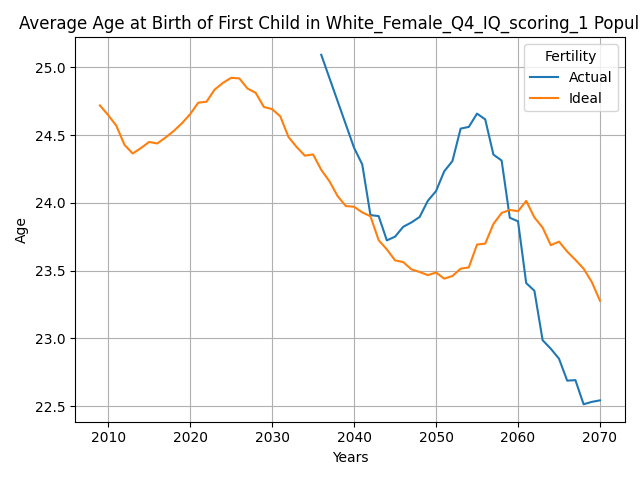 Average Age at Birth of First Child in White_Female_Q4_IQ_scoring_1 Popul
Fertility
Actual
Ideal
Age
25.0
24.5
24.0
23.5
23.0
22.5
2010 2020 2030 2040 2050 2060 2070
Years